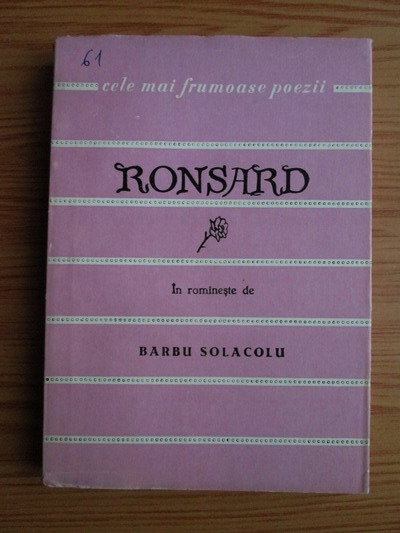 61
cele mai frumoase poezii
RONSARD
În romînește de
BARBU SOLACOLU